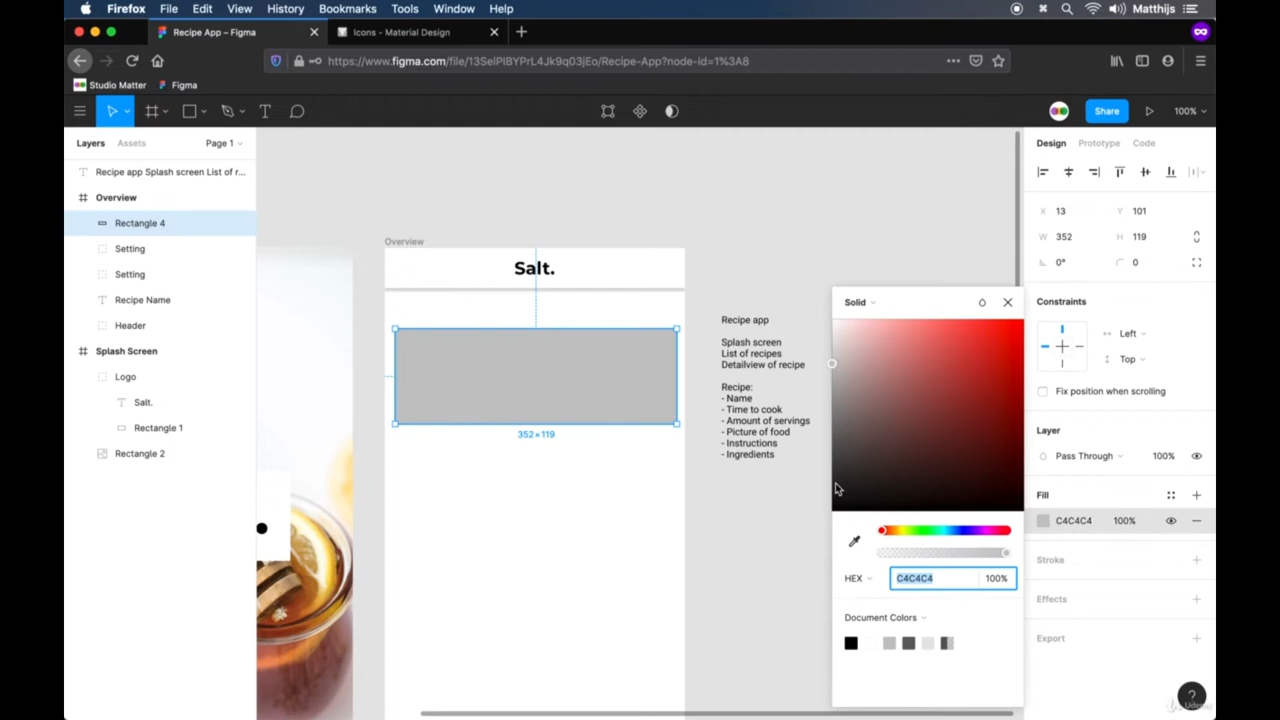 Firefox File Edit View History Bookmarks Tools Window Help Matthijs
Recipe App – Figma
Icons - Material Design
https://www.figma.com/file/13SelPIBYPrL4Jk9q03jEo/Recipe-App?node-id=1%3A8
Studio Matter Figma
Share 100%
Layers Assets Page 1
Recipe app Splash screen List of r...
Overview
Rectangle 4
Setting
Setting
Recipe Name
Header
Splash Screen
Logo
Salt.
Rectangle 1
Rectangle 2
Overview
Salt.
352 × 119
Recipe app
Splash screen
List of recipes
Detailview of recipe
Recipe:
- Name
- Time to cook
- Amount of servings
- Picture of food
- Instructions
- Ingredients
Solid
HEX C4C4C4 100%
Document Colors
Design Prototype Code
X 13 Y 101
W 352 H 119
0° 0
Constraints
Left
Top
Fix position when scrolling
Layer
Pass Through 100%
Fill
C4C4C4 100%
Stroke
Effects
Export
?
Udemy